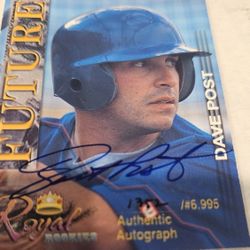 FUTURE
DAVE POST
/#6,995
Royal
ROOKIES
Authentic
Autograph